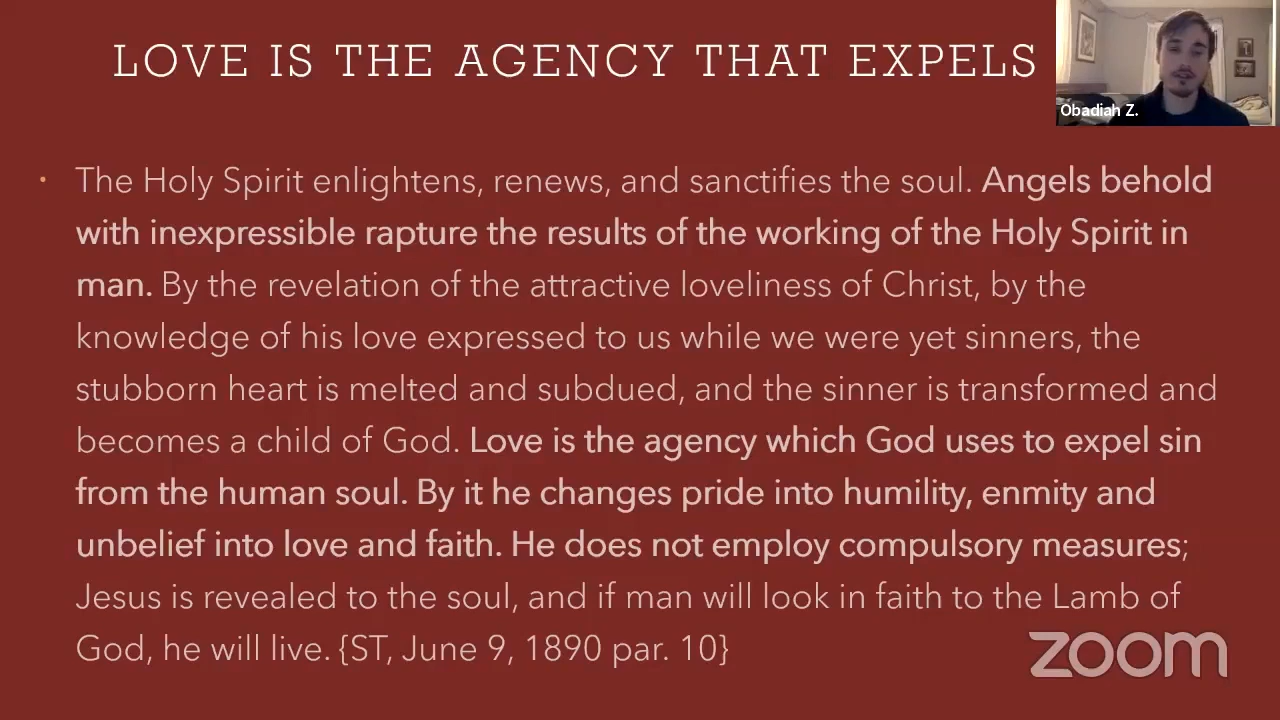 LOVE IS THE AGENCY THAT EXPELS
Obadiah Z.
• The Holy Spirit enlightens, renews, and sanctifies the soul. Angels behold
with inexpressible rapture the results of the working of the Holy Spirit in
man. By the revelation of the attractive loveliness of Christ, by the
knowledge of his love expressed to us while we were yet sinners, the
stubborn heart is melted and subdued, and the sinner is transformed and
becomes a child of God. Love is the agency which God uses to expel sin
from the human soul. By it he changes pride into humility, enmity and
unbelief into love and faith. He does not employ compulsory measures;
Jesus is revealed to the soul, and if man will look in faith to the Lamb of
God, he will live. {ST, June 9, 1890 par. 10}
zoom